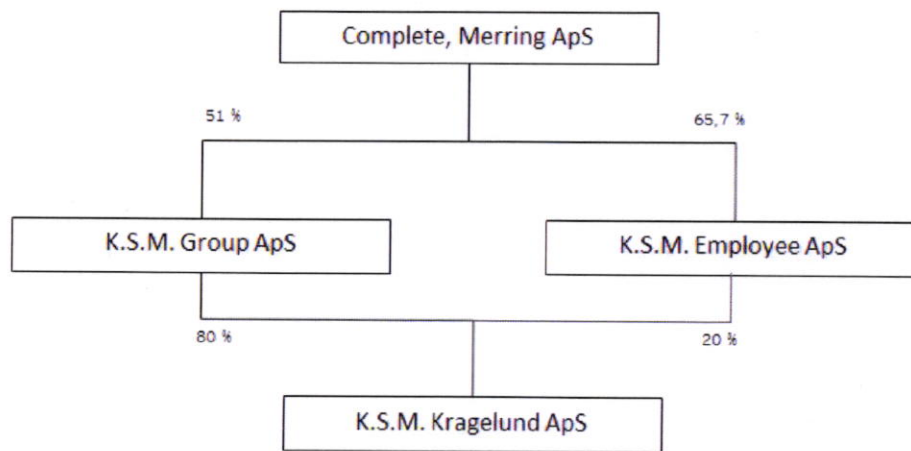 Complete, Merring ApS
51 %
65,7 %
K.S.M. Group ApS
K.S.M. Employee ApS
80 %
20 %
K.S.M. Kragelund ApS